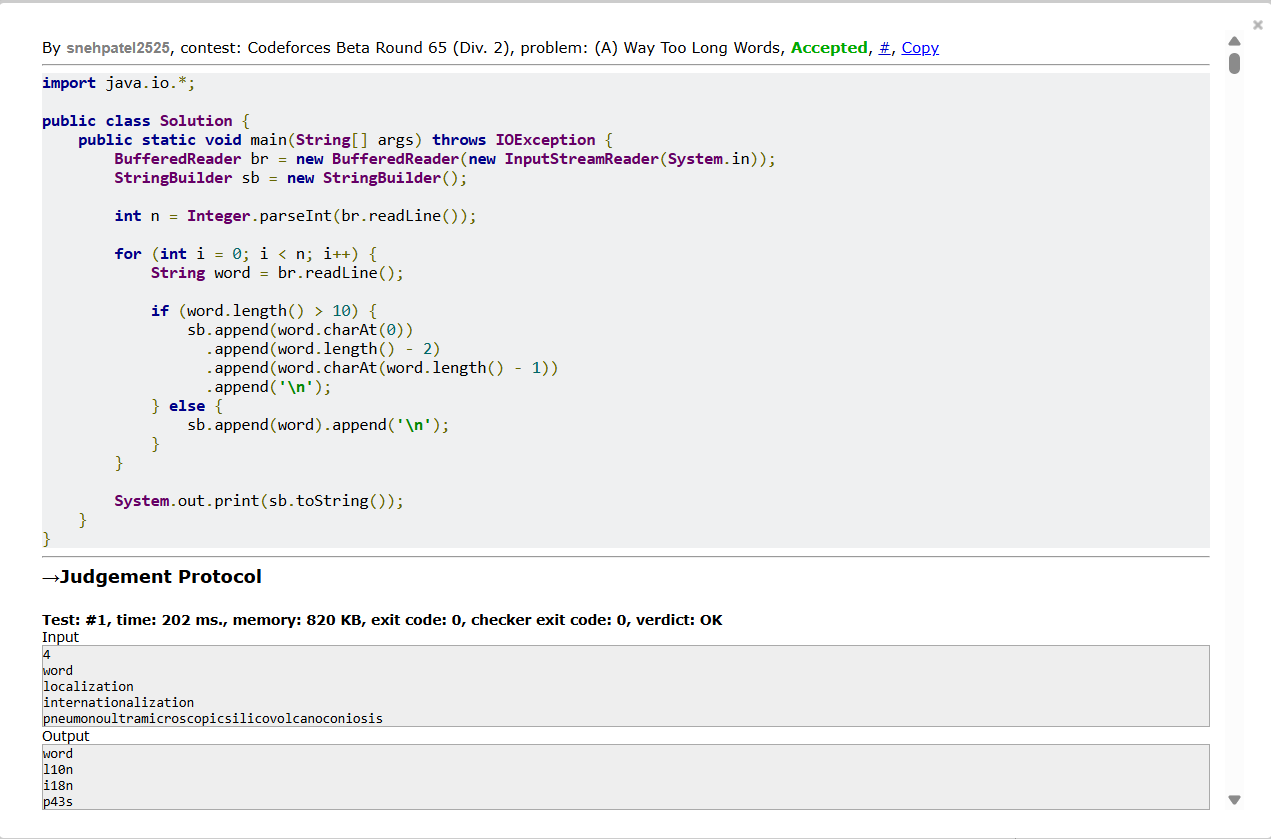 ×
By snehpatel2525, contest: Codeforces Beta Round 65 (Div. 2), problem: (A) Way Too Long Words, Accepted, #, Copy
import java.io.*;

public class Solution {
    public static void main(String[] args) throws IOException {
        BufferedReader br = new BufferedReader(new InputStreamReader(System.in));
        StringBuilder sb = new StringBuilder();

        int n = Integer.parseInt(br.readLine());

        for (int i = 0; i < n; i++) {
            String word = br.readLine();

            if (word.length() > 10) {
                sb.append(word.charAt(0))
                  .append(word.length() - 2)
                  .append(word.charAt(word.length() - 1))
                  .append('\n');
            } else {
                sb.append(word).append('\n');
            }
        }

        System.out.print(sb.toString());
    }
}
→Judgement Protocol
Test: #1, time: 202 ms., memory: 820 KB, exit code: 0, checker exit code: 0, verdict: OK
Input
4
word
localization
internationalization
pneumonoultramicroscopicsilicovolcanoconiosis
Output
word
l10n
i18n
p43s